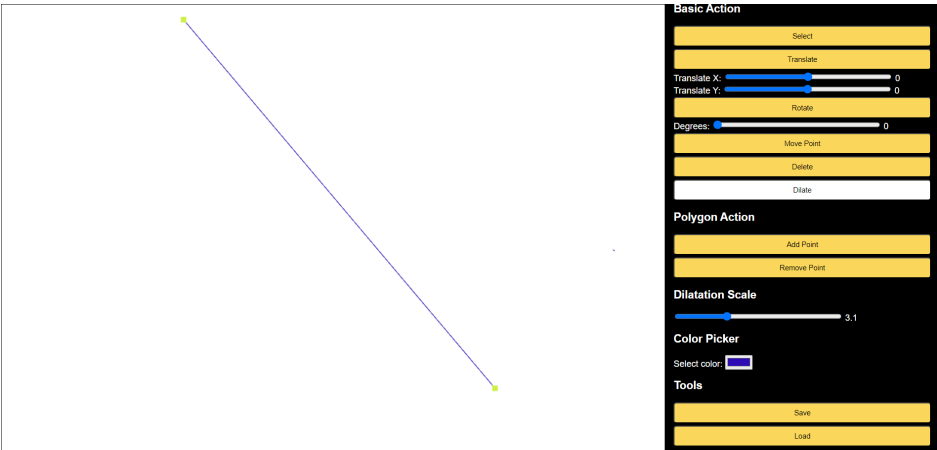 Basic Action
Select
Translate
Translate X: 0
Translate Y: 0
Rotate
Degrees: 0
Move Point
Delete
Dilate
Polygon Action
Add Point
Remove Point
Dilatation Scale
3.1
Color Picker
Select color:
Tools
Save
Load